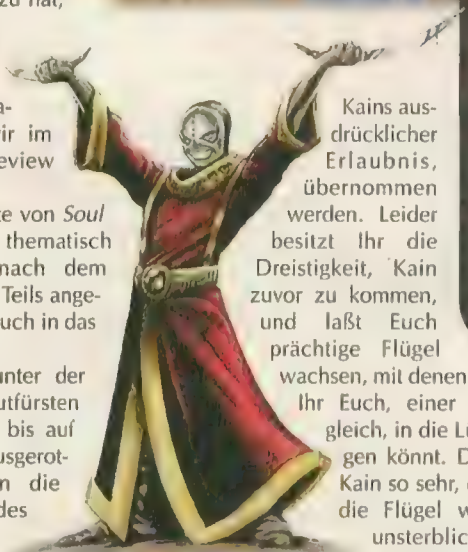 zu hat,
a-
ir im
eview
te von Soul
thematisch
nach dem
Teils ange-
uch in das
unter der
utfürsten
bis auf
usgerot-
n die
des
Kains aus-
drücklicher
Erlaubnis,
übernommen
werden. Leider
besitzt Ihr die
Dreistigkeit, Kain
zuvor zu kommen,
und laßt Euch
prächtige Flügel
wachsen, mit denen
Ihr Euch, einer
gleich, in die Lu
gen könnt. D
Kain so sehr,
die Flügel w
unsterblic